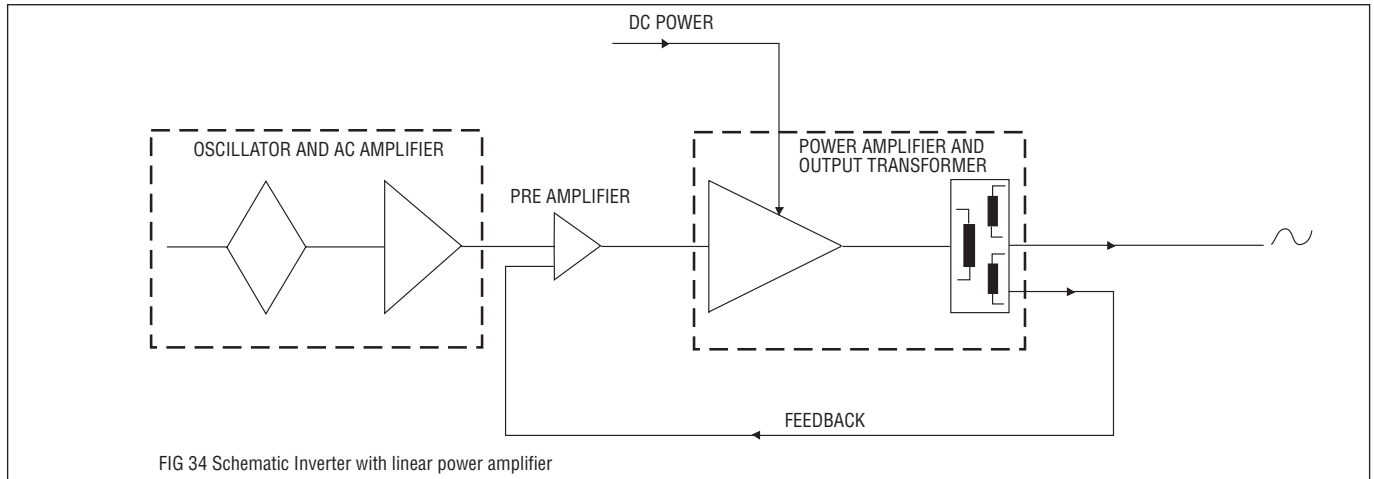 DC POWER
OSCILLATOR AND AC AMPLIFIER
POWER AMPLIFIER AND
OUTPUT TRANSFORMER
PRE AMPLIFIER
FEEDBACK
FIG 34 Schematic Inverter with linear power amplifier